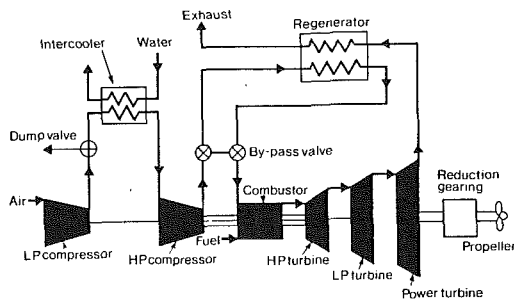 Exhaust
Regenerator
Intercooler
Water
Dump valve
By-pass valve
Combustor
Reduction
gearing
Air
Fuel
LP compressor
HP compressor
HP turbine
LP turbine
Propeller
Power turbine